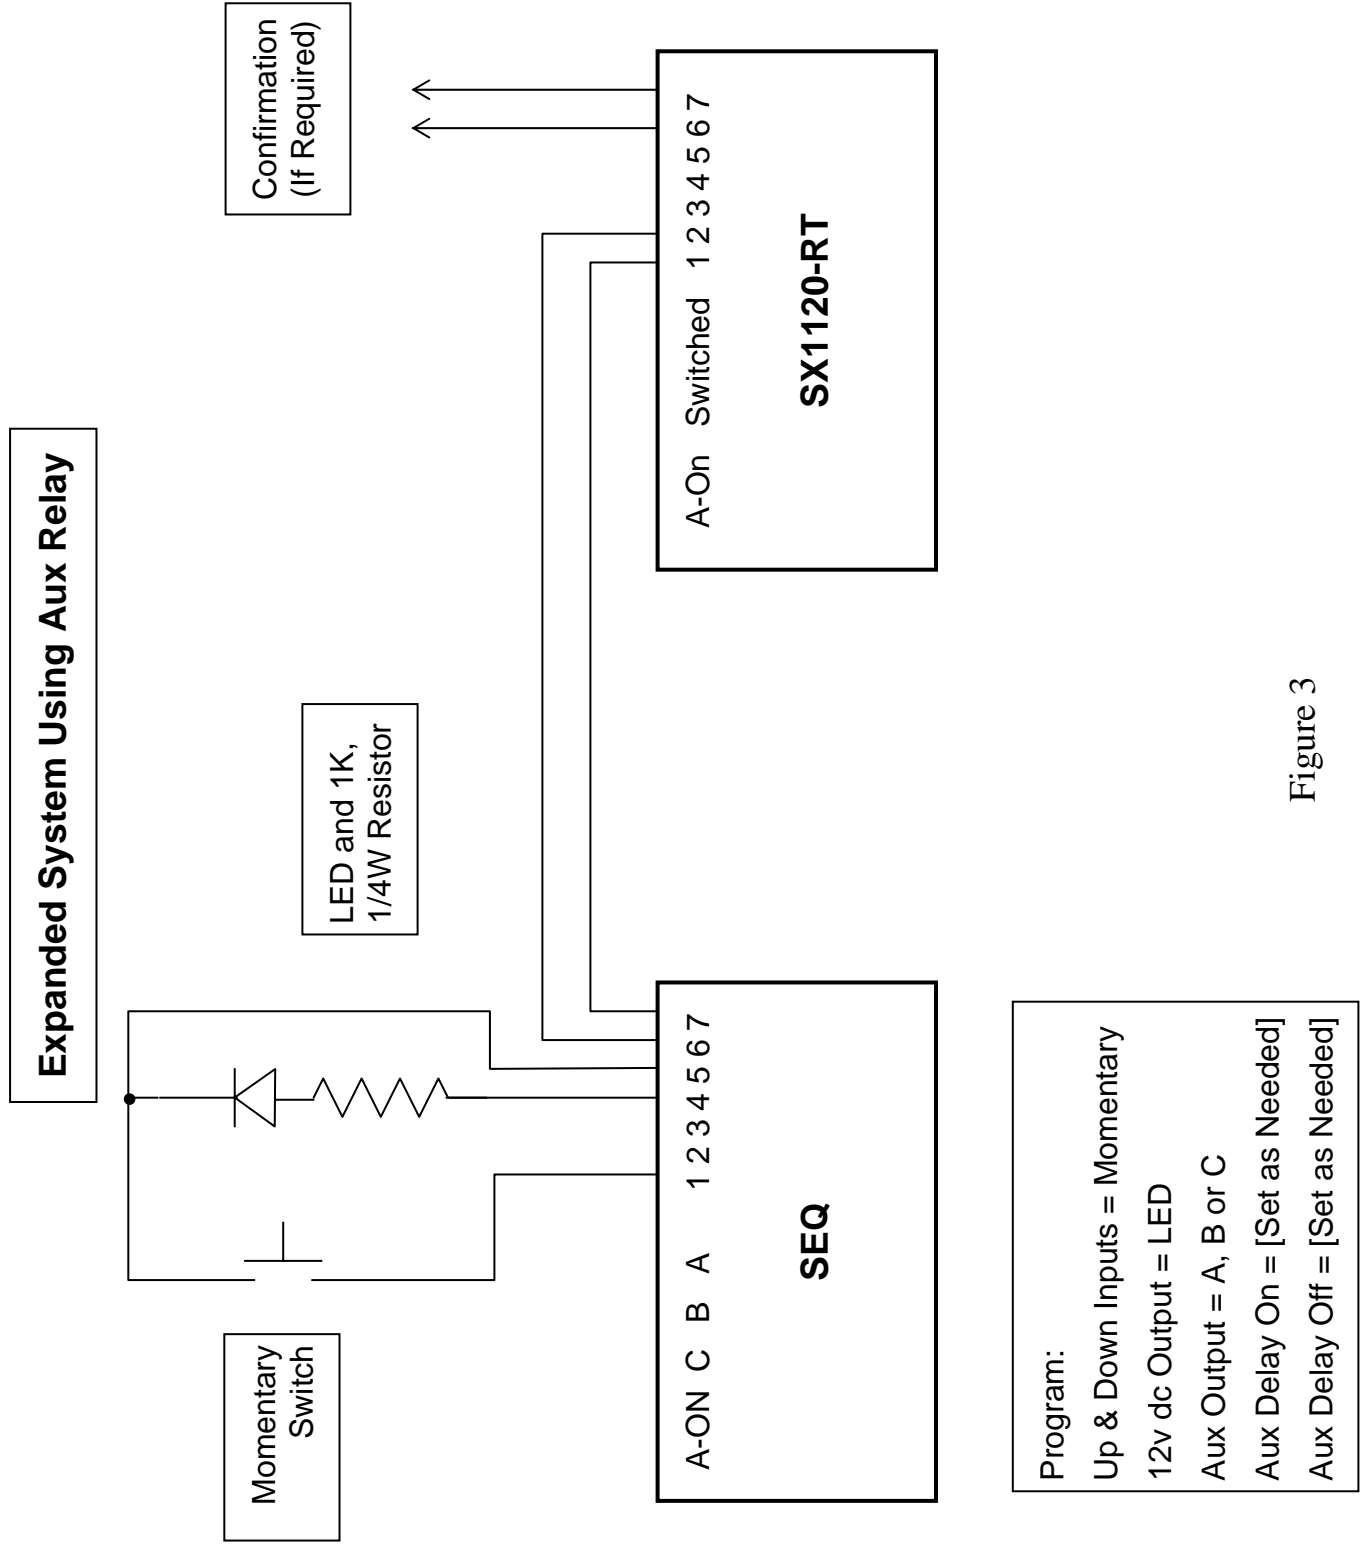 Expanded System Using Aux Relay
Momentary
Switch
LED and 1K,
1/4W Resistor
Confirmation
(If Required)
A-ON C B A 1 2 3 4 5 6 7
SEQ
A-On Switched 1 2 3 4 5 6 7
SX1120-RT
Program:
Up & Down Inputs = Momentary
12v dc Output = LED
Aux Output = A, B or C
Aux Delay On = [Set as Needed]
Aux Delay Off = [Set as Needed]
Figure 3